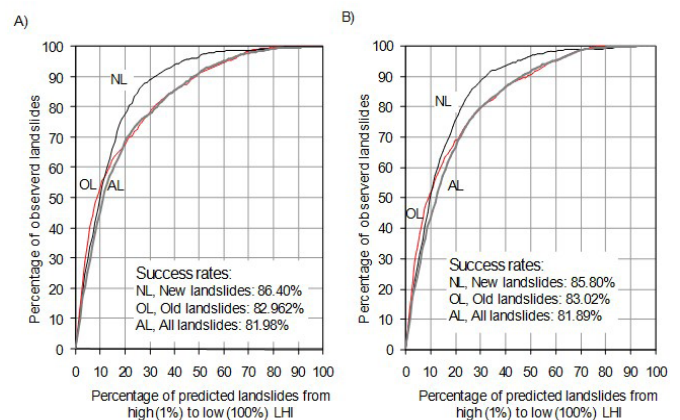 A)
Percentage of observerd landslides
100
90
80
70
60
50
40
30
20
10
0
NL
OL
AL
Success rates:
NL, New landslides: 86.40%
OL, Old landslides: 82.962%
AL, All landslides: 81.98%
0 10 20 30 40 50 60 70 80 90 100
Percentage of predicted landslides from
high (1%) to low (100%) LHI
B)
Percentage of observed landslides
100
90
80
70
60
50
40
30
20
10
0
NL
AL
OL
Success rates:
NL, New landslides: 85.80%
OL, Old landslides: 83.02%
AL, All landslides: 81.89%
0 10 20 30 40 50 60 70 80 90 100
Percentage of predicted landslides from
high (1%) to low (100%) LHI